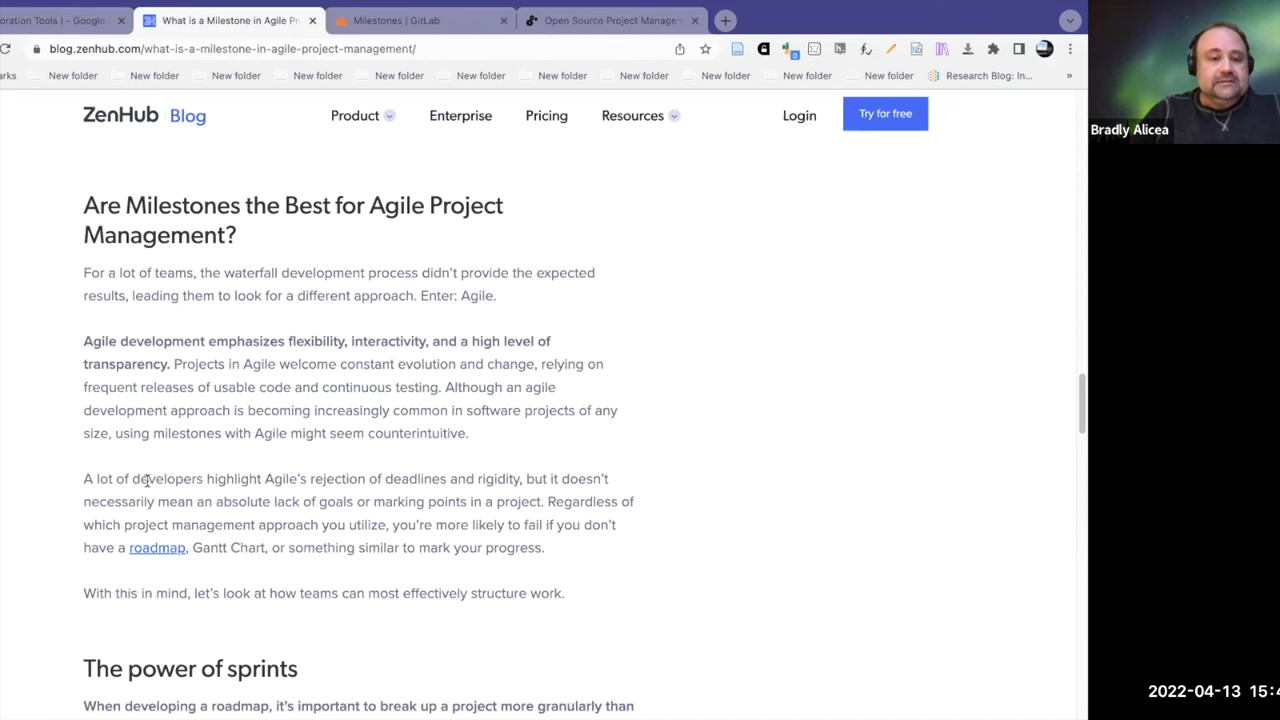 oration Tools I - Google
What is a Milestone in Agile Pr
Milestones | GitLab
Open Source Project Manage
blog.zenhub.com/what-is-a-milestone-in-agile-project-management/
rks
New folder
New folder
New folder
New folder
New folder
New folder
New folder
New folder
New folder
New folder
New folder
Research Blog: In...
»
ZenHub Blog
Product
Enterprise
Pricing
Resources
Login
Try for free
Bradly Alicea
Are Milestones the Best for Agile Project
Management?
For a lot of teams, the waterfall development process didn’t provide the expected
results, leading them to look for a different approach. Enter: Agile.
Agile development emphasizes flexibility, interactivity, and a high level of
transparency. Projects in Agile welcome constant evolution and change, relying on
frequent releases of usable code and continuous testing. Although an agile
development approach is becoming increasingly common in software projects of any
size, using milestones with Agile might seem counterintuitive.
A lot of developers highlight Agile’s rejection of deadlines and rigidity, but it doesn’t
necessarily mean an absolute lack of goals or marking points in a project. Regardless of
which project management approach you utilize, you’re more likely to fail if you don’t
have a roadmap, Gantt Chart, or something similar to mark your progress.
With this in mind, let’s look at how teams can most effectively structure work.
The power of sprints
When developing a roadmap, it’s important to break up a project more granularly than
2022-04-13 15:4